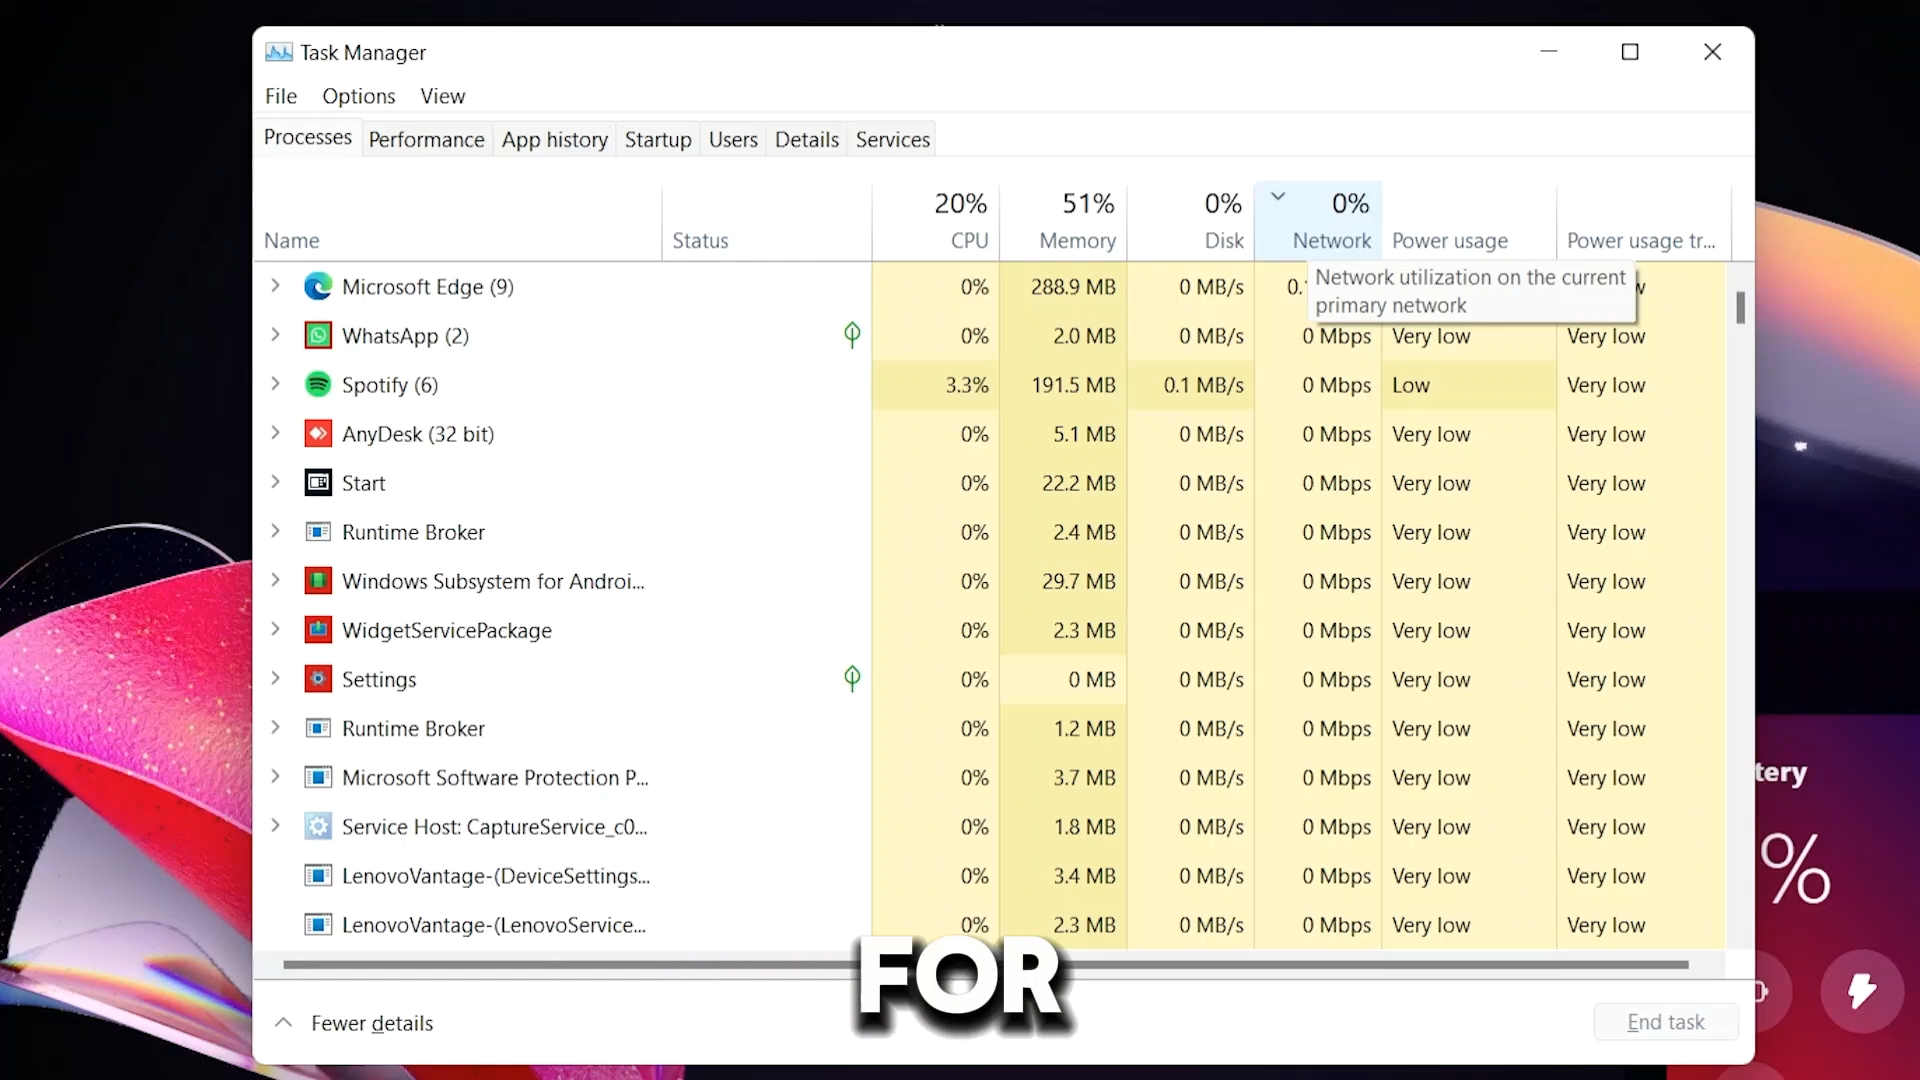 Task Manager
File Options View
Processes Performance App history Startup Users Details Services
20% 51% 0% 0%
Name Status CPU Memory Disk Network Power usage Power usage tr...
Network utilization on the current
primary network
Microsoft Edge (9) 0% 288.9 MB 0 MB/s
WhatsApp (2) 0% 2.0 MB 0 MB/s 0 Mbps Very low Very low
Spotify (6) 3.3% 191.5 MB 0.1 MB/s 0 Mbps Low Very low
AnyDesk (32 bit) 0% 5.1 MB 0 MB/s 0 Mbps Very low Very low
Start 0% 22.2 MB 0 MB/s 0 Mbps Very low Very low
Runtime Broker 0% 2.4 MB 0 MB/s 0 Mbps Very low Very low
Windows Subsystem for Androi... 0% 29.7 MB 0 MB/s 0 Mbps Very low Very low
WidgetServicePackage 0% 2.3 MB 0 MB/s 0 Mbps Very low Very low
Settings 0% 0 MB 0 MB/s 0 Mbps Very low Very low
Runtime Broker 0% 1.2 MB 0 MB/s 0 Mbps Very low Very low
Microsoft Software Protection P... 0% 3.7 MB 0 MB/s 0 Mbps Very low Very low
Service Host: CaptureService_c0... 0% 1.8 MB 0 MB/s 0 Mbps Very low Very low
LenovoVantage-(DeviceSettings... 0% 3.4 MB 0 MB/s 0 Mbps Very low Very low
LenovoVantage-(LenovoService... 0% 2.3 MB 0 MB/s 0 Mbps Very low Very low
tery
%
FOR
Fewer details
End task